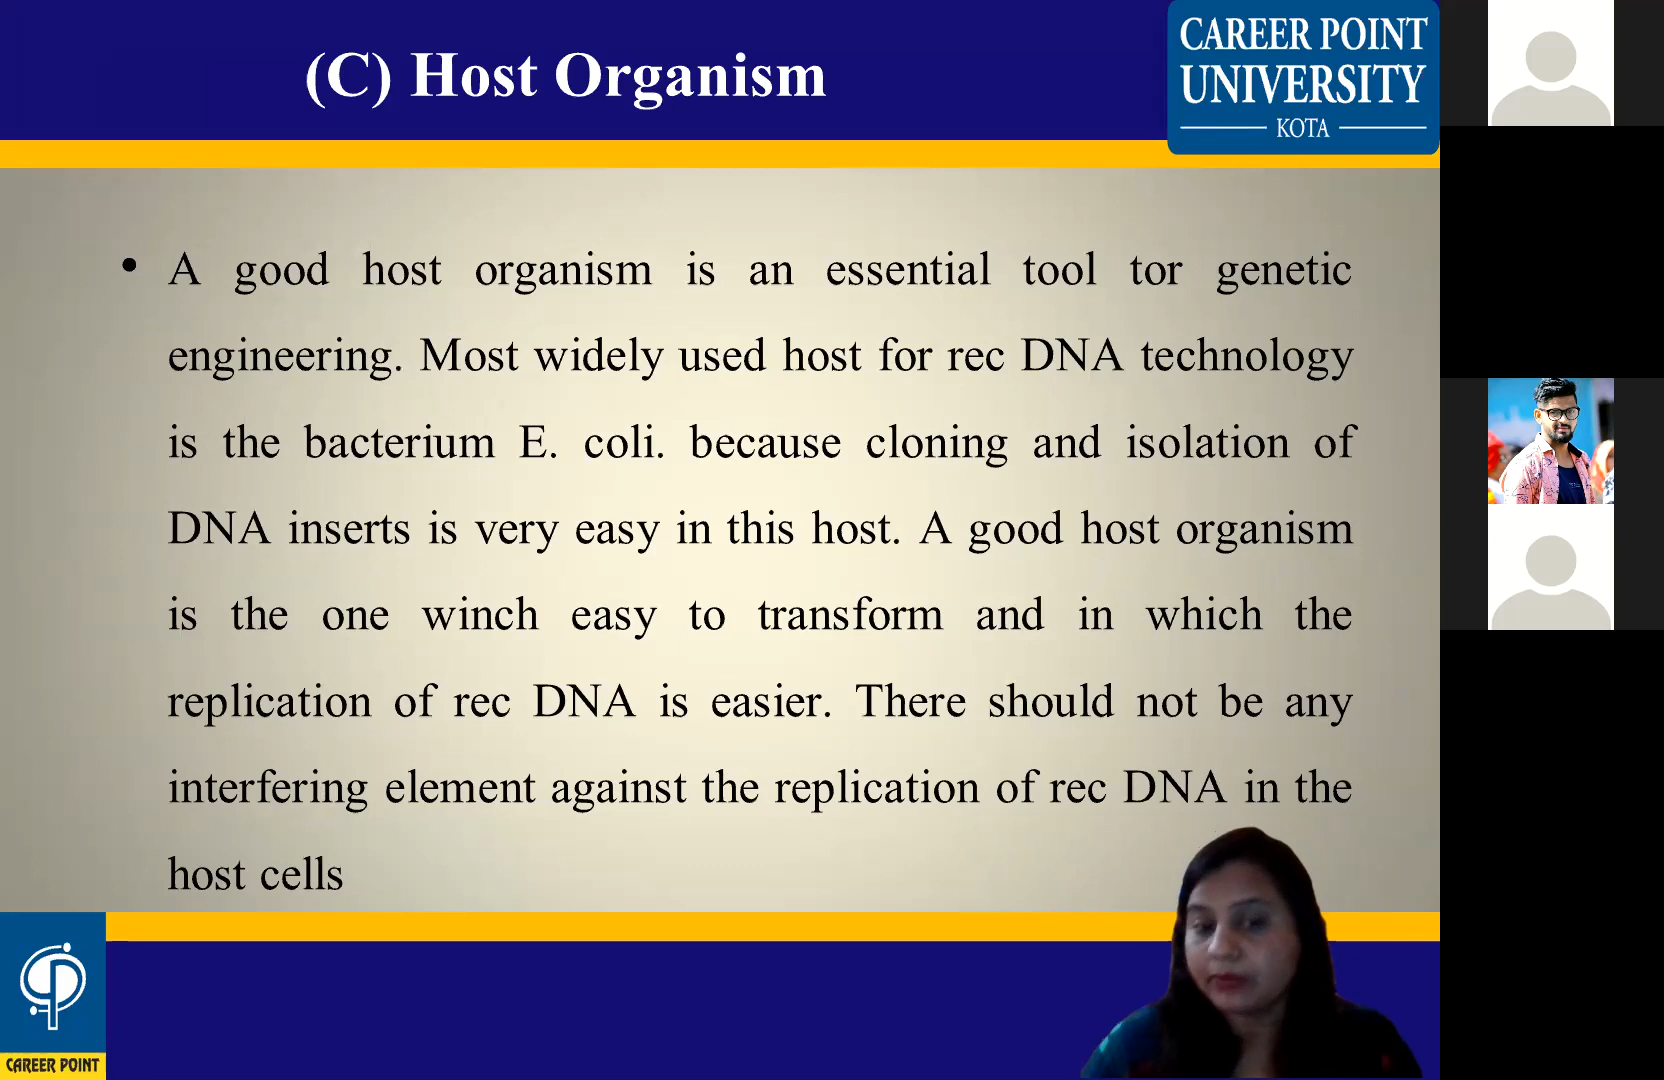 (C) Host Organism
CAREER POINT
UNIVERSITY
KOTA
• A good host organism is an essential tool tor genetic
engineering. Most widely used host for rec DNA technology
is the bacterium E. coli. because cloning and isolation of
DNA inserts is very easy in this host. A good host organism
is the one winch easy to transform and in which the
replication of rec DNA is easier. There should not be any
interfering element against the replication of rec DNA in the
host cells
CAREER POINT